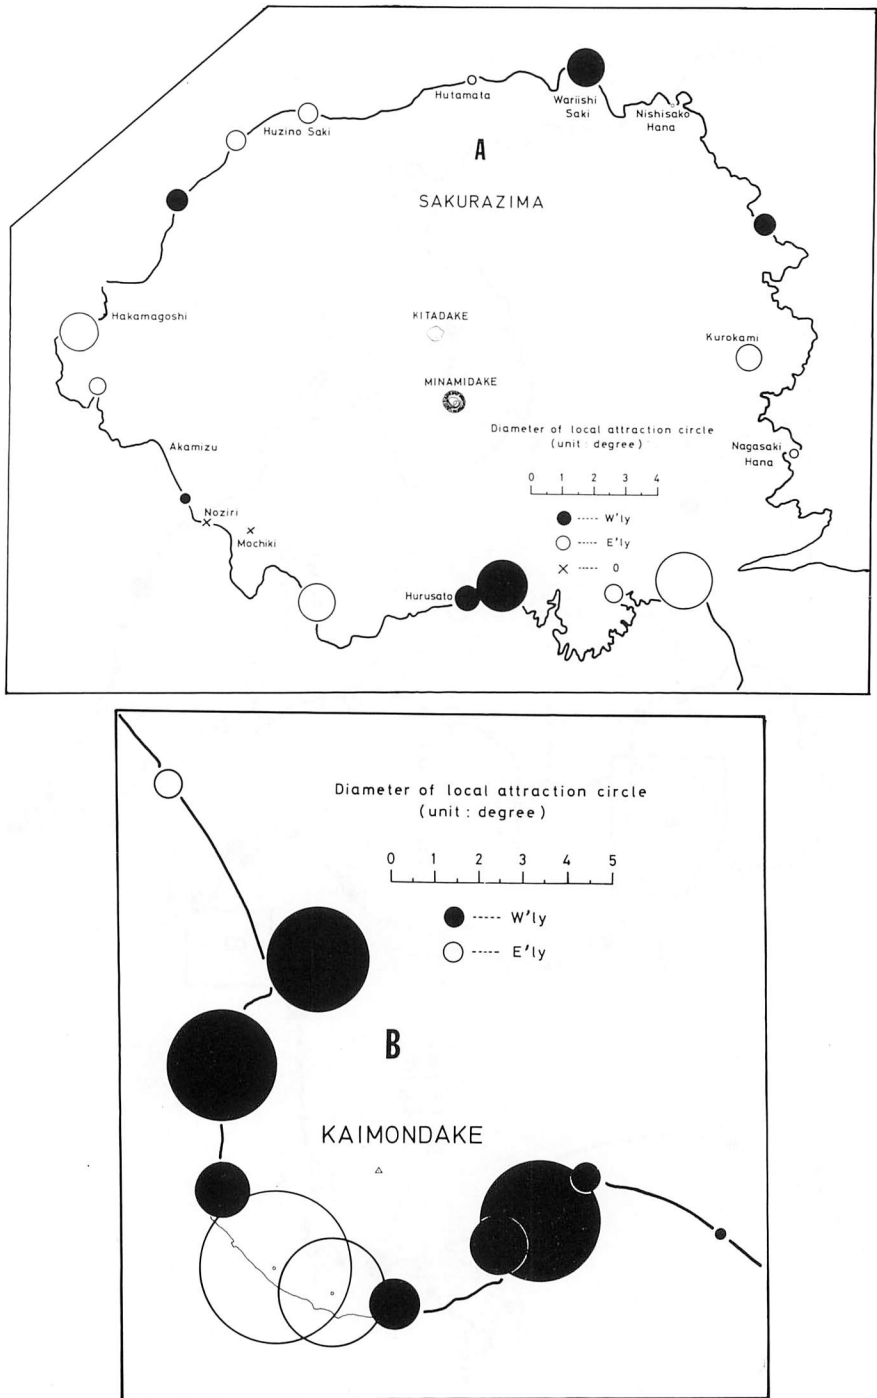 Hutamata
Wariishi
Saki
Nishisako
Hana
Huzino Saki
A
SAKURAZIMA
Hakamagoshi
KITADAKE
Kurokami
MINAMIDAKE
Diameter of local attraction circle
(unit : degree)
0 1 2 3 4
W'ly
E'ly
0
Akamizu
Nagasaki
Hana
Noziri
Mochiki
Hurusato
Diameter of local attraction circle
(unit : degree)
0 1 2 3 4 5
W'ly
E'ly
B
KAIMONDAKE